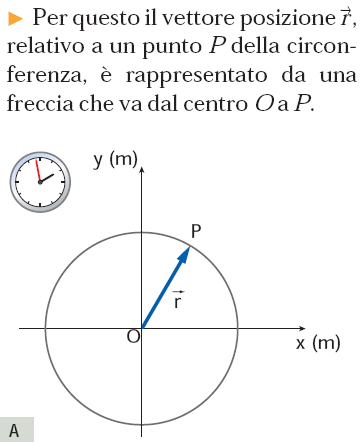 ► Per questo il vettore posizione r⃗,
relativo a un punto P della circon-
ferenza, è rappresentato da una
freccia che va dal centro O a P.
y (m)
P
r⃗
O
x (m)
A